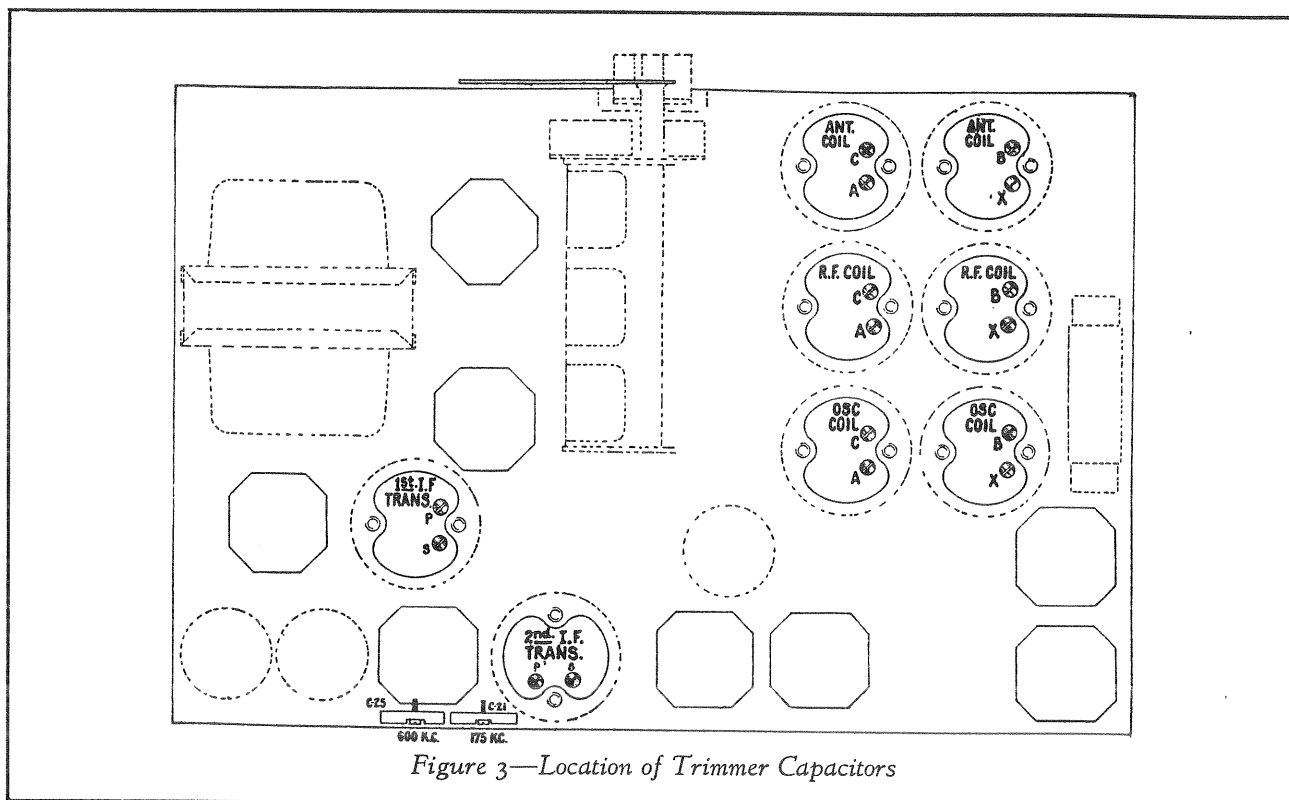 ANT.
COIL
C
A
ANT.
COIL
B
X
R.F. COIL
C
A
R.F. COIL
B
X
OSC
COIL
C
A
OSC
COIL
B
X
1st. I.F
TRANS.
P
S
2nd. I.F.
TRANS.
P S
C-25 C-21
600 K.C. 175 K.C.
Figure 3—Location of Trimmer Capacitors